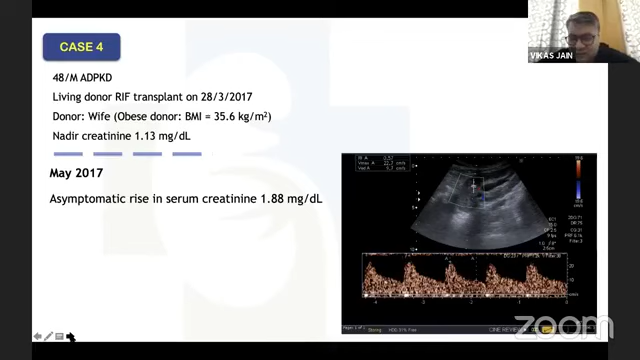 CASE 4
VIKAS JAIN
48/M ADPKD
Living donor RIF transplant on 28/3/2017
Donor: Wife (Obese donor: BMI = 35.6 kg/m²)
Nadir creatinine 1.13 mg/dL
May 2017
Asymptomatic rise in serum creatinine 1.88 mg/dL
zoom